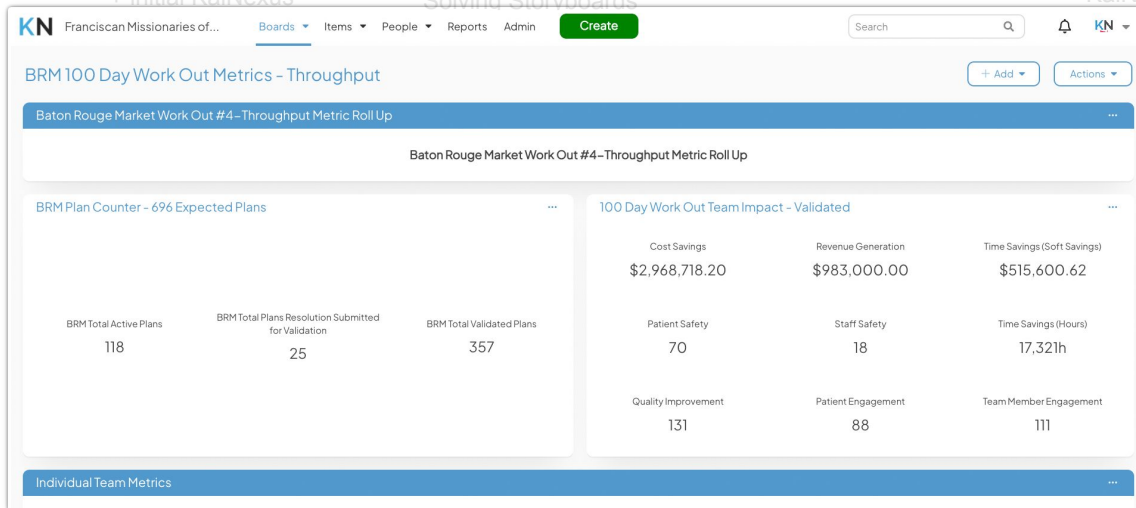 Initial KaiNexus
Solving Storyboards
KN Franciscan Missionaries of... Boards Items People Reports Admin Create Search KN
BRM 100 Day Work Out Metrics - Throughput
+ Add Actions
Baton Rouge Market Work Out #4–Throughput Metric Roll Up ...
Baton Rouge Market Work Out #4–Throughput Metric Roll Up
BRM Plan Counter - 696 Expected Plans ...
BRM Total Active Plans
118
BRM Total Plans Resolution Submitted
for Validation
25
BRM Total Validated Plans
357
100 Day Work Out Team Impact - Validated ...
Cost Savings
$2,968,718.20
Revenue Generation
$983,000.00
Time Savings (Soft Savings)
$515,600.62
Patient Safety
70
Staff Safety
18
Time Savings (Hours)
17,321h
Quality Improvement
131
Patient Engagement
88
Team Member Engagement
111
Individual Team Metrics ...